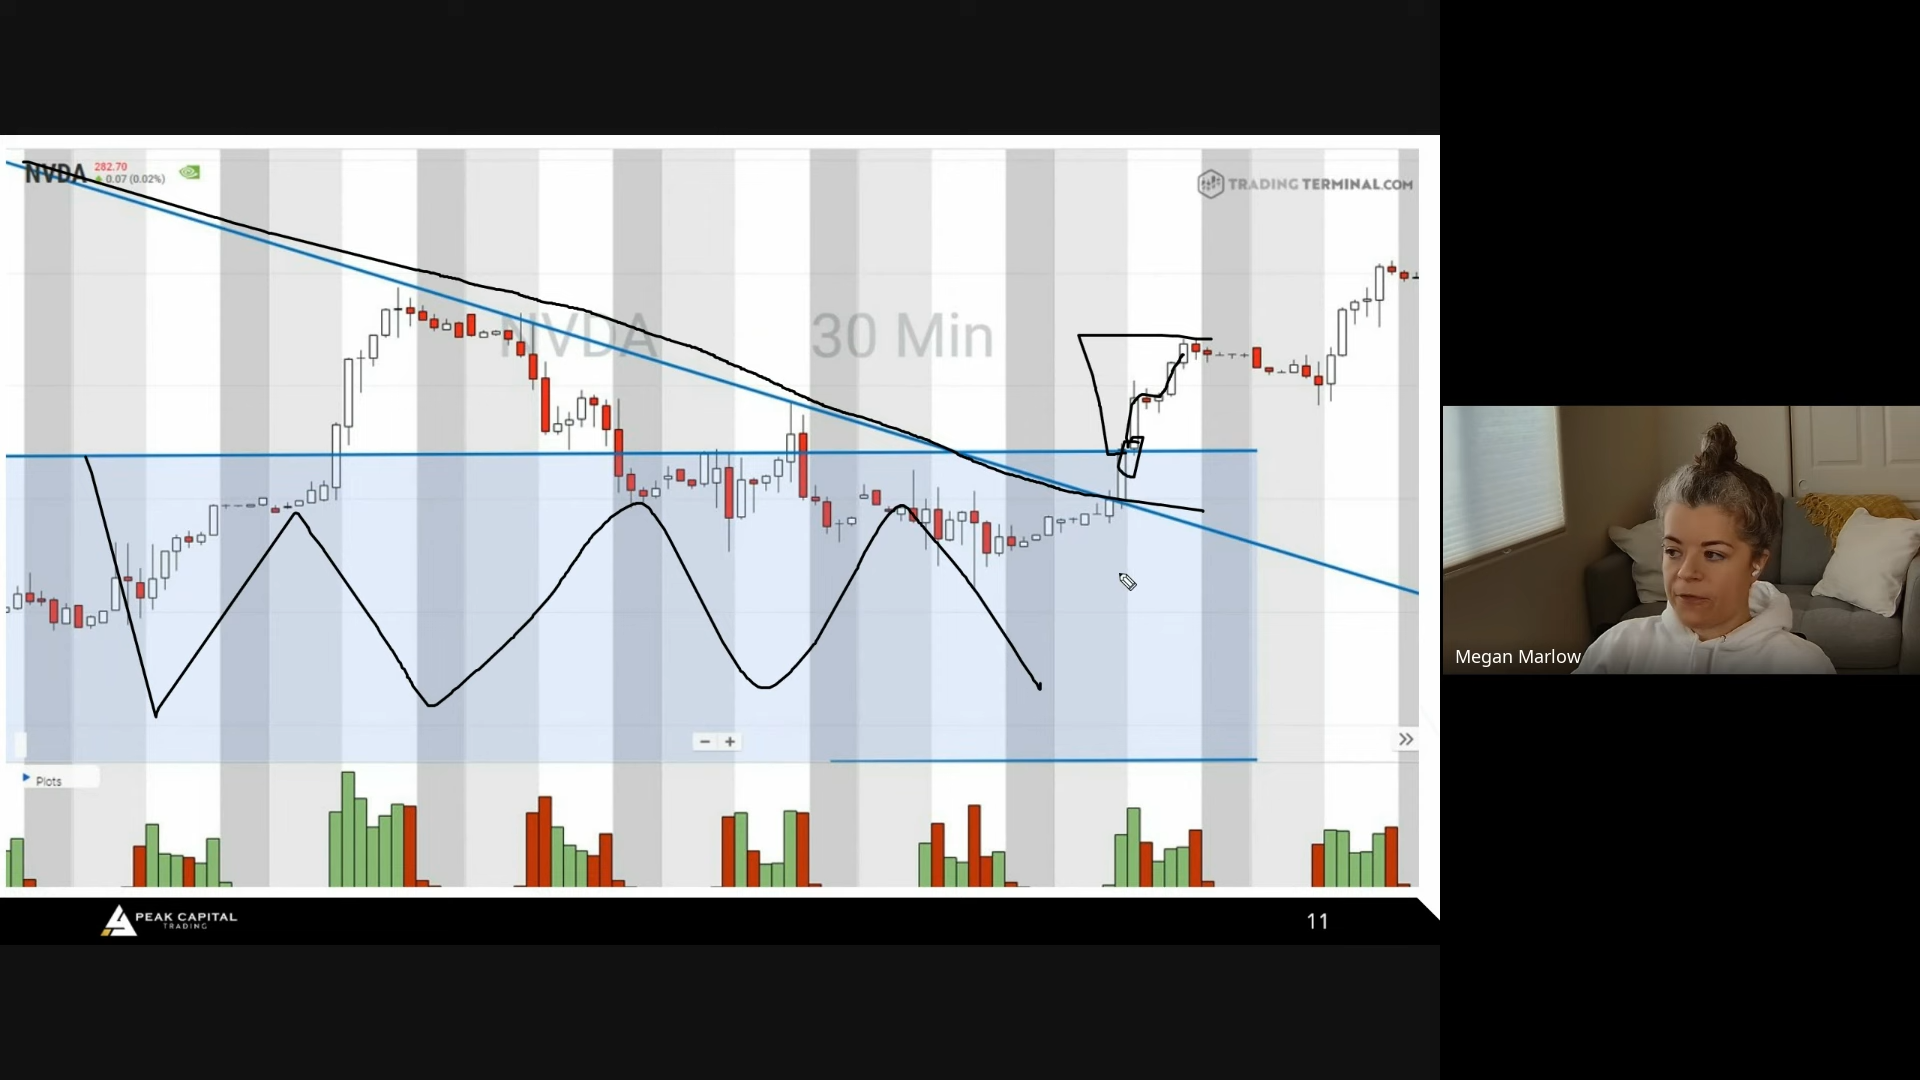 NVDA
282.70
0.07 (0.02%)
TRADING TERMINAL.COM
NVDA 30 Min
Plots
PEAK CAPITAL
TRADING
11
Megan Marlow